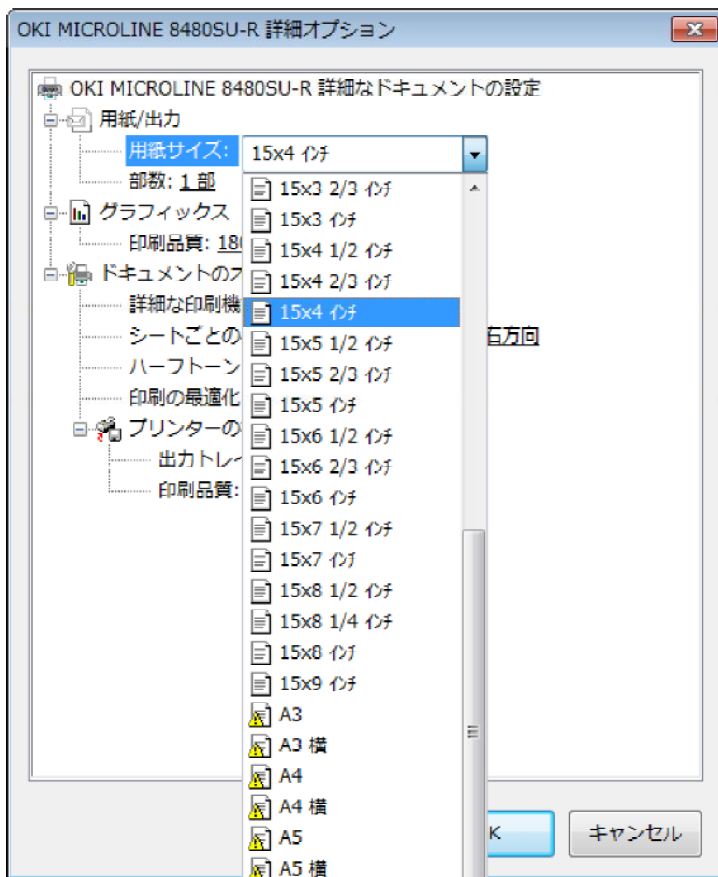 OKI MICROLINE 8480SU-R 詳細オプション
OKI MICROLINE 8480SU-R 詳細なドキュメントの設定
用紙/出力
用紙サイズ: 15x4 インチ
部数: 1 部
15x3 2/3 インチ
グラフィックス
15x3 インチ
印刷品質: 180
15x4 1/2 インチ
ドキュメントのオ
15x4 2/3 インチ
詳細な印刷機
15x4 インチ
シートごとの
15x5 1/2 インチ
右方向
ハーフトーン
15x5 2/3 インチ
印刷の最適化
15x5 インチ
プリンターの
15x6 1/2 インチ
出力トレイ
15x6 2/3 インチ
印刷品質:
15x6 インチ
15x7 1/2 インチ
15x7 インチ
15x8 1/2 インチ
15x8 1/4 インチ
15x8 インチ
15x9 インチ
A3
A3 横
A4
A4 横
A5
A5 横
K
キャンセル